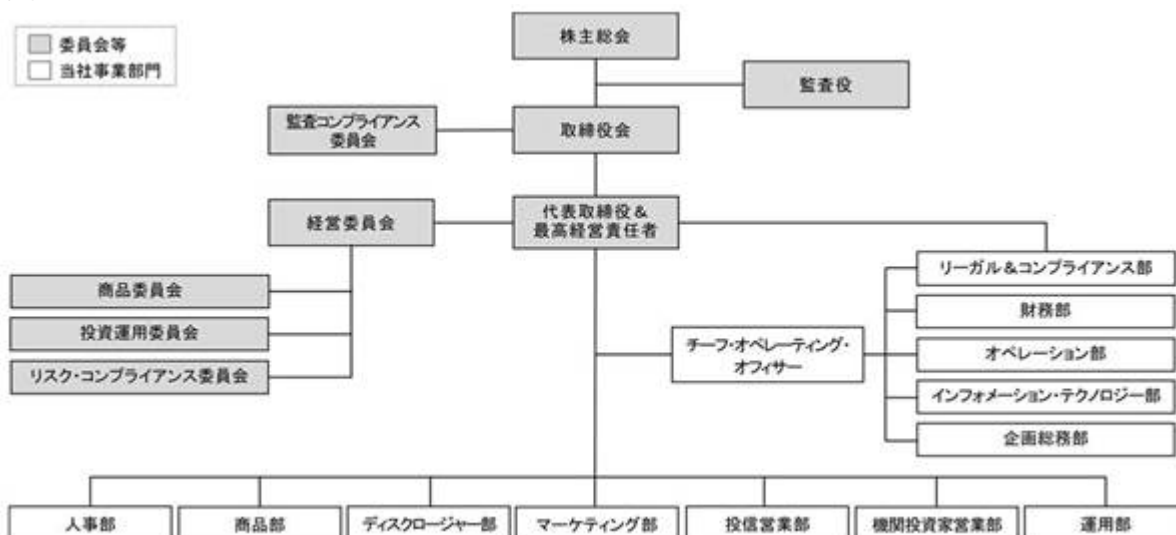 委員会等
当社事業部門
株主総会
監査役
監査コンプライアンス
委員会
取締役会
経営委員会
代表取締役&
最高経営責任者
リーガル&コンプライアンス部
商品委員会
財務部
投資運用委員会
チーフ・オペレーティング・
オフィサー
オペレーション部
リスク・コンプライアンス委員会
インフォメーション・テクノロジー部
企画総務部
人事部
商品部
ディスクロージャー部
マーケティング部
投信営業部
機関投資家営業部
運用部